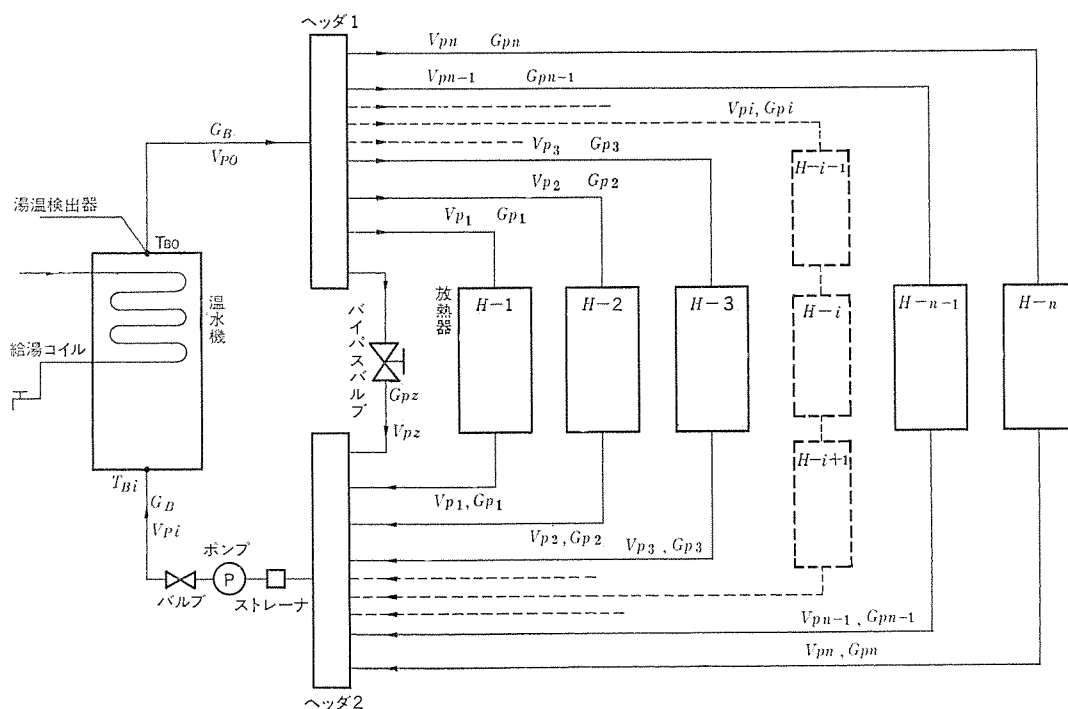 ヘッダ1
Vpn Gpn
Vpn-1 Gpn-1
Vpi, Gpi
GB
VPO
Vp3 Gp3
H-i-1
Vp2 Gp2
湯温検出器
Vp1 Gp1
TBO
放熱器
H-1
H-2
H-3
H-i
H-n-1
H-n
温水機
給湯コイル
バイパスバルブ
Gpz
Vpz
H-i+1
TBi
GB
VPi
Vp1, Gp1
Vp2, Gp2
Vp3, Gp3
ポンプ
P
バルブ
ストレーナ
Vpn-1, Gpn-1
Vpn, Gpn
ヘッダ2